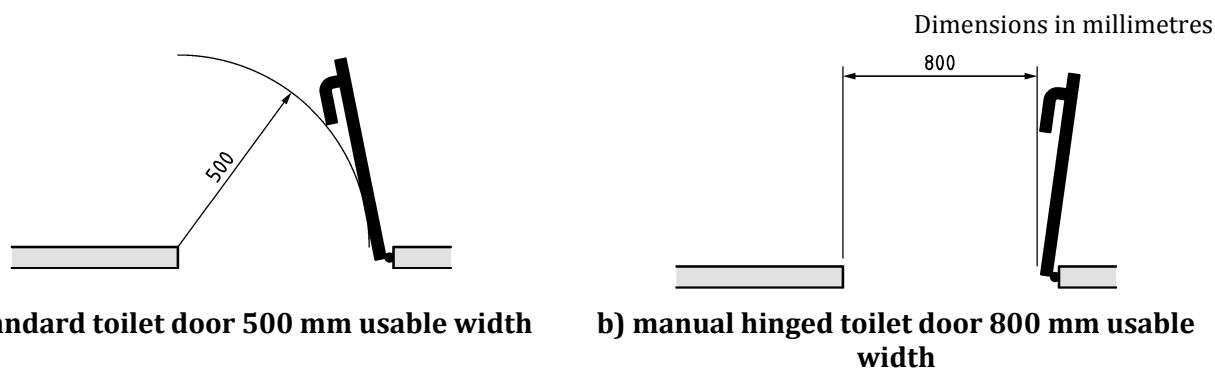 Dimensions in millimetres
800
500
toilet door 500 mm usable width
b) manual hinged toilet door 800 mm usable
width